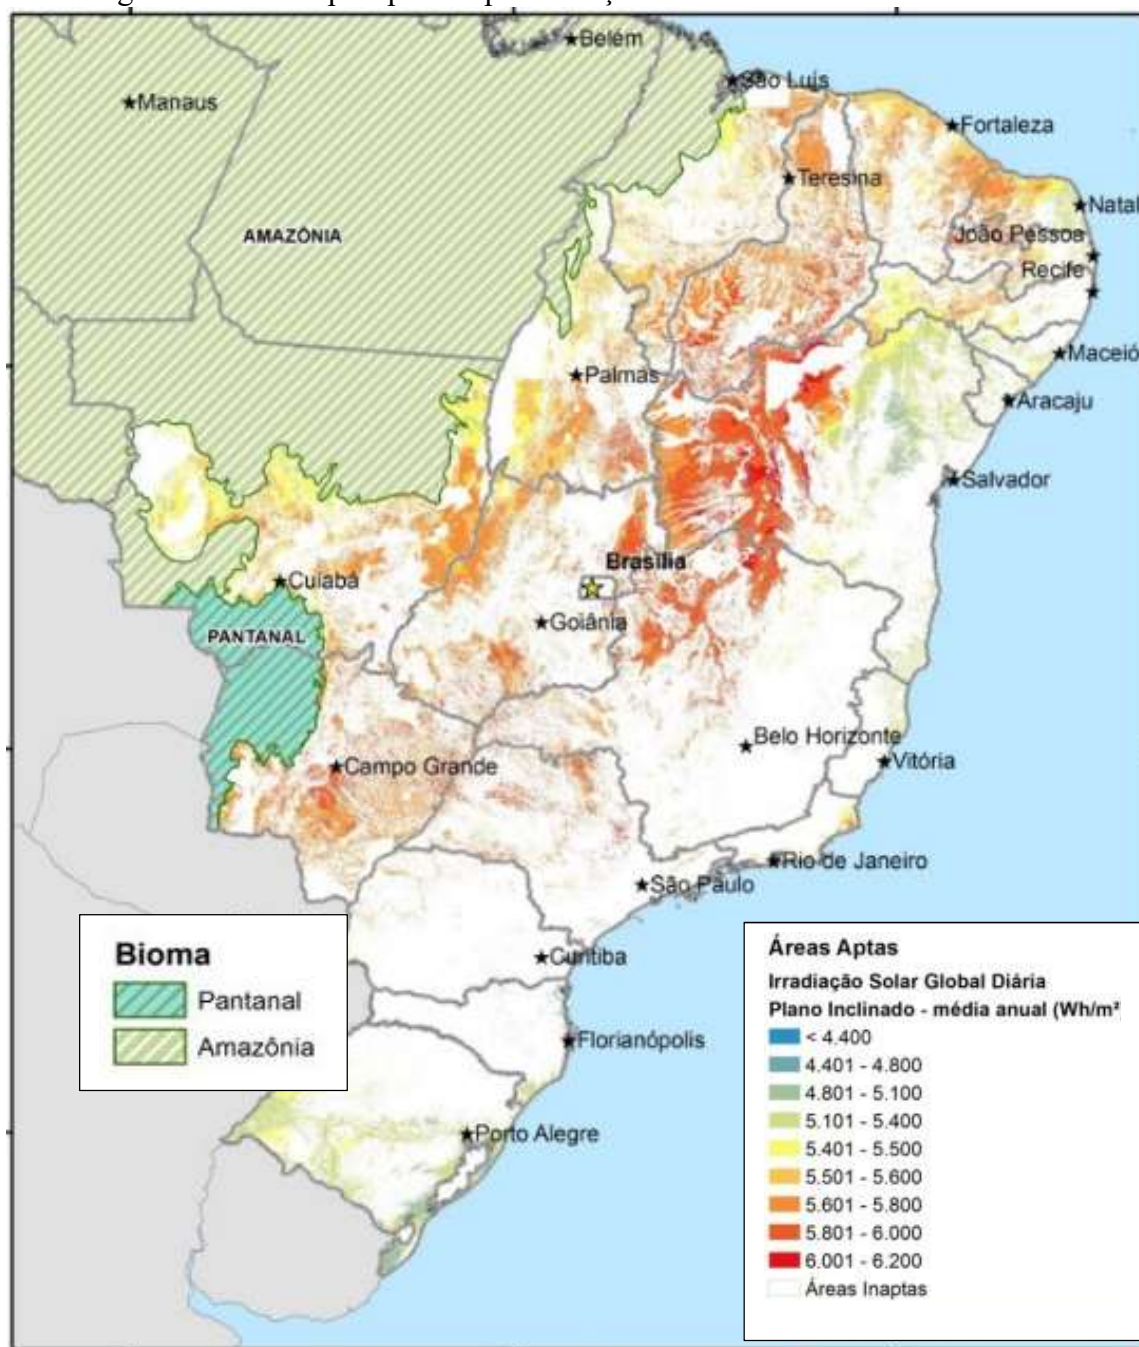 Belém
São Luis
Manaus
Fortaleza
Teresina
Natal
AMAZÔNIA
João Pessoa
Recife
Maceió
Palmas
Aracaju
Salvador
Brasília
Cuiabá
Goiânia
PANTANAL
Belo Horizonte
Vitória
Campo Grande
Rio de Janeiro
São Paulo
Curitiba
Florianópolis
Porto Alegre
Bioma
Pantanal
Amazônia
Áreas Aptas
Irradiação Solar Global Diária
Plano Inclinado - média anual (Wh/m²
< 4.400
4.401 - 4.800
4.801 - 5.100
5.101 - 5.400
5.401 - 5.500
5.501 - 5.600
5.601 - 5.800
5.801 - 6.000
6.001 - 6.200
Áreas Inaptas